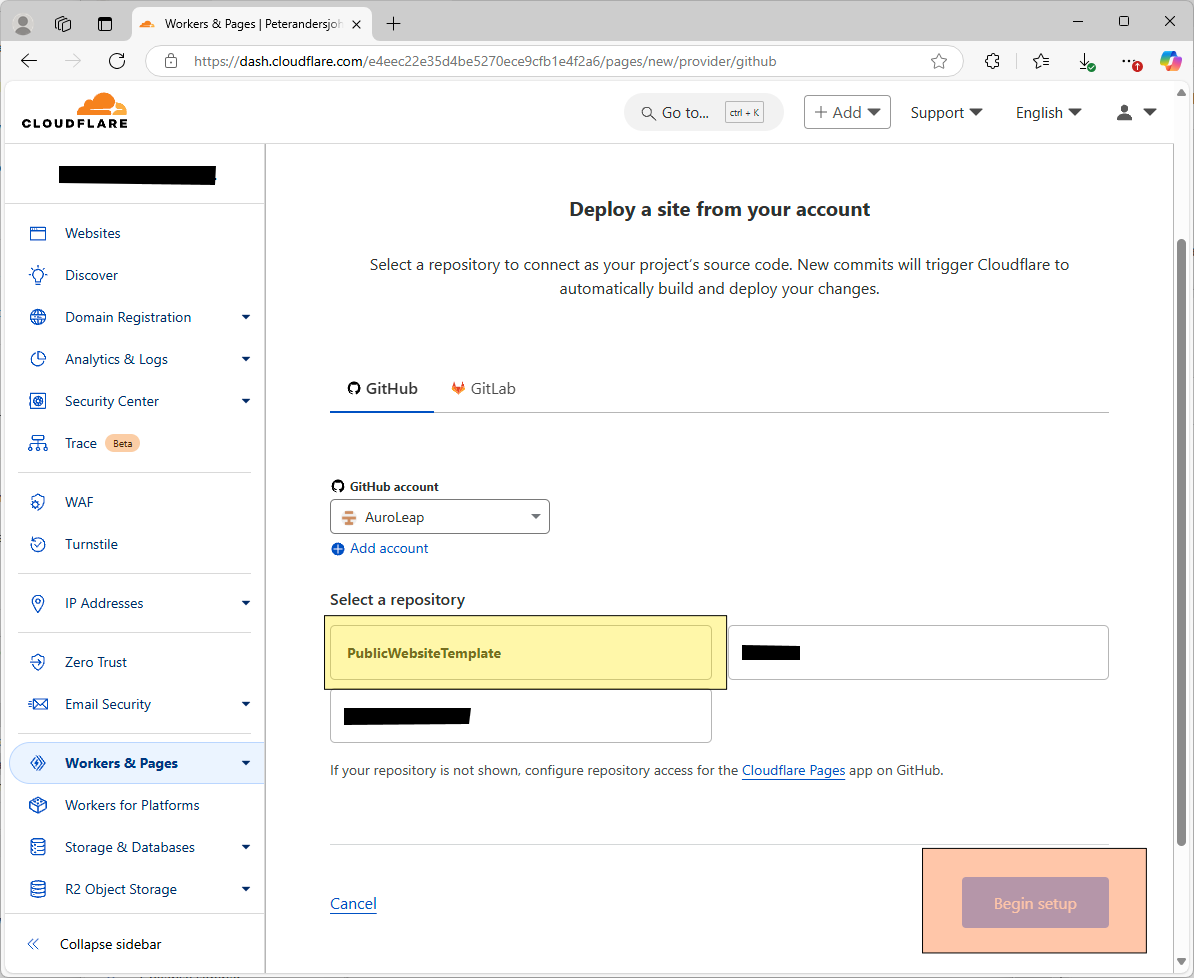 Workers & Pages | Peterandersjoh
https://dash.cloudflare.com/e4eec22e35d4be5270ece9cfb1e4f2a6/pages/new/provider/github
CLOUDFLARE
Go to...
ctrl + K
+ Add
Support
English
Websites
Discover
Domain Registration
Analytics & Logs
Security Center
Trace Beta
WAF
Turnstile
IP Addresses
Zero Trust
Email Security
Workers & Pages
Workers for Platforms
Storage & Databases
R2 Object Storage
Collapse sidebar
Deploy a site from your account
Select a repository to connect as your project’s source code. New commits will trigger Cloudflare to
automatically build and deploy your changes.
GitHub
GitLab
GitHub account
AuroLeap
Add account
Select a repository
PublicWebsiteTemplate
If your repository is not shown, configure repository access for the Cloudflare Pages app on GitHub.
Cancel
Begin setup